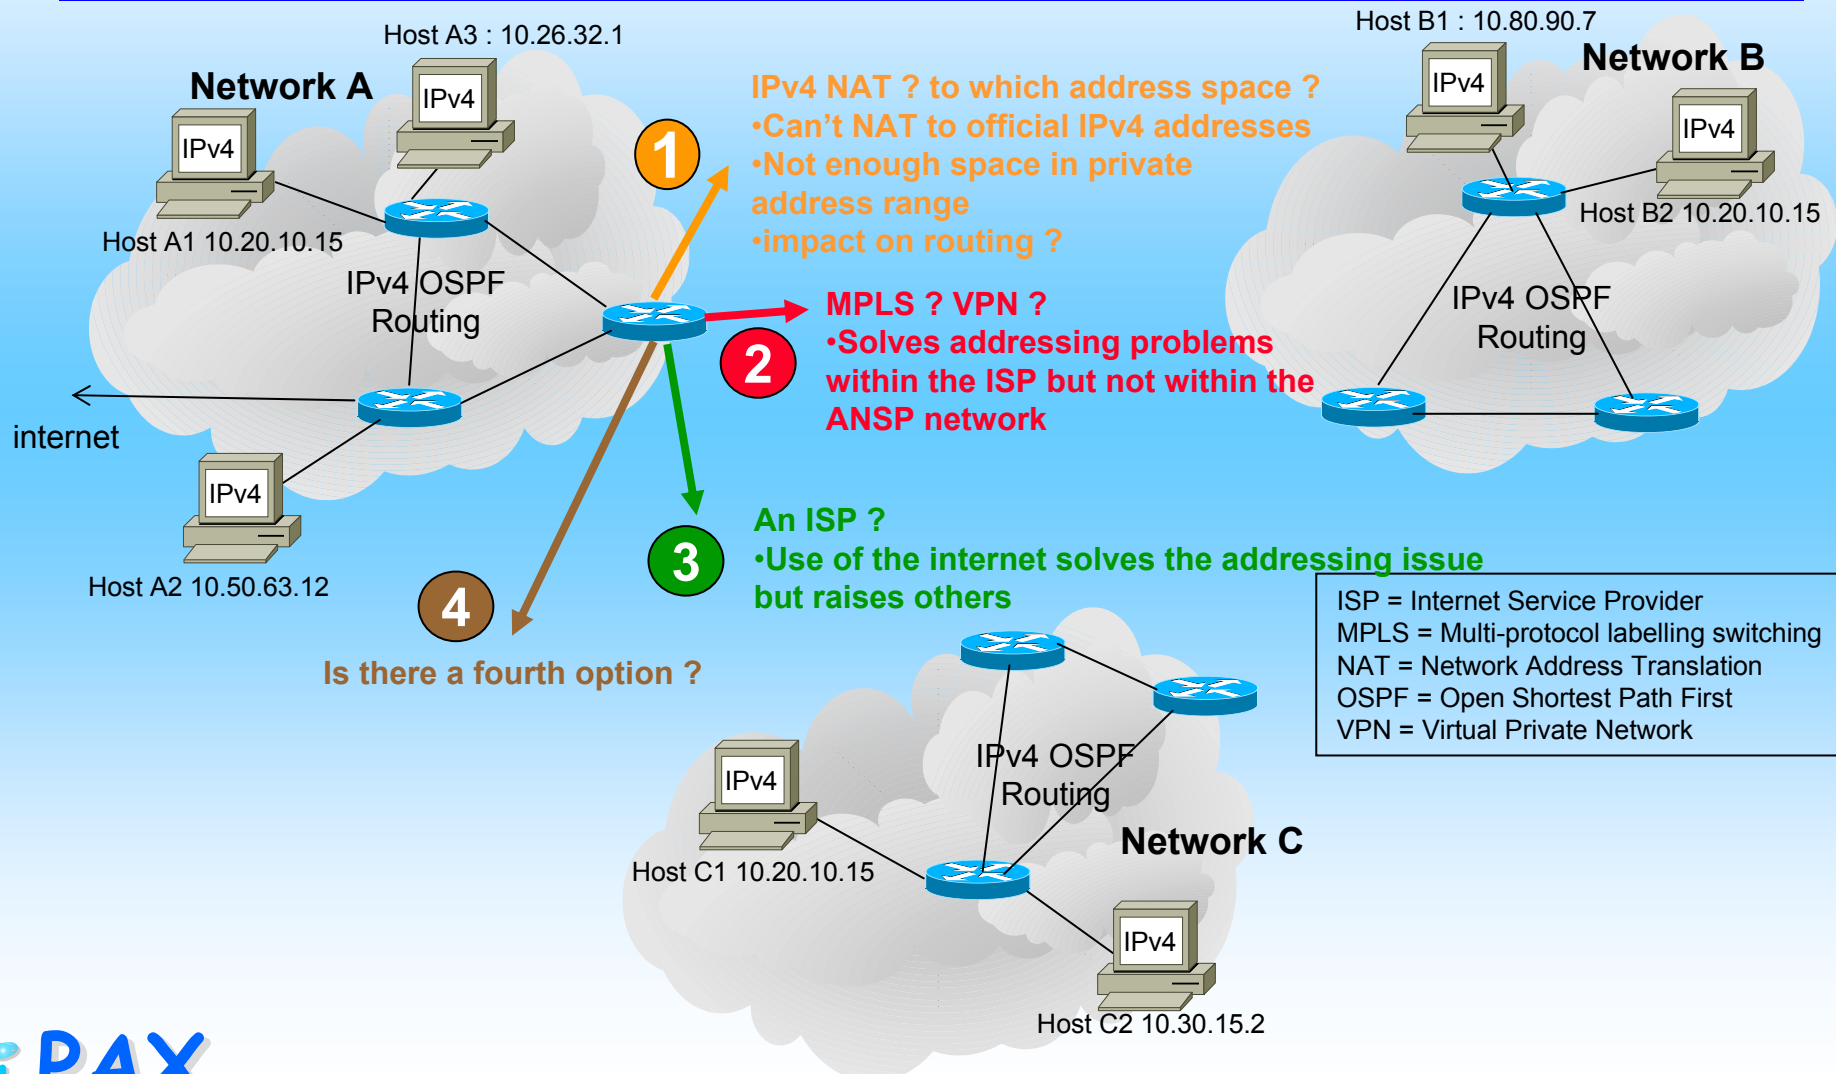 Host A3 : 10.26.32.1
Network A
IPv4
IPv4
Host A1 10.20.10.15
IPv4 OSPF
Routing
internet
IPv4
Host A2 10.50.63.12
1
IPv4 NAT ? to which address space ?
•Can't NAT to official IPv4 addresses
•Not enough space in private
address range
•impact on routing ?
2
MPLS ? VPN ?
•Solves addressing problems
within the ISP but not within the
ANSP network
3
An ISP ?
•Use of the internet solves the addressing issue
but raises others
4
Is there a fourth option ?
Host B1 : 10.80.90.7
Network B
IPv4
IPv4
Host B2 10.20.10.15
IPv4 OSPF
Routing
ISP = Internet Service Provider
MPLS = Multi-protocol labelling switching
NAT = Network Address Translation
OSPF = Open Shortest Path First
VPN = Virtual Private Network
IPv4 OSPF
Routing
IPv4
Network C
Host C1 10.20.10.15
IPv4
Host C2 10.30.15.2
iPAX